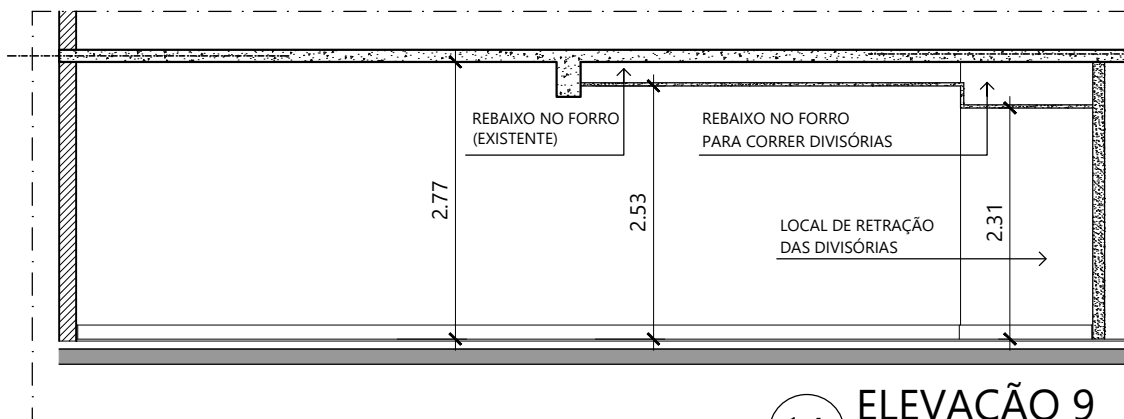 REBAIXO NO FORRO
(EXISTENTE)
REBAIXO NO FORRO
PARA CORRER DIVISÓRIAS
2.77
2.53
LOCAL DE RETRAÇÃO
DAS DIVISÓRIAS
2.31
ELEVAÇÃO 9